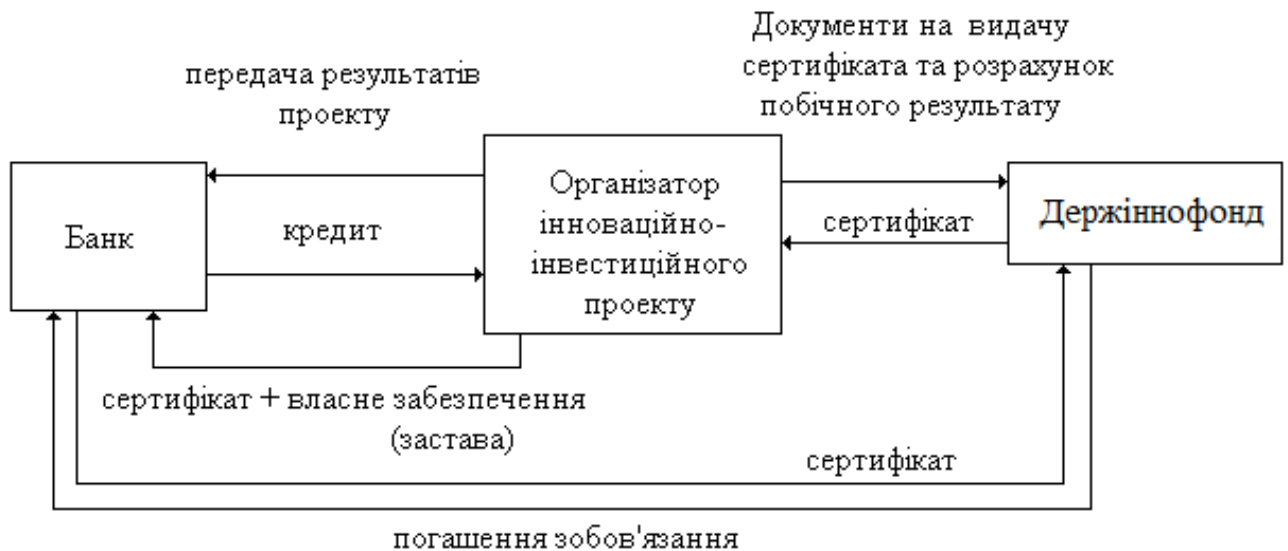 Документи на видачу
сертифіката та розрахунок
побічного результату
передача результатів
проекту
Банк
кредит
Організатор
інноваційно-
інвестиційного
проекту
сертифікат
Держіннофонд
сертифікат + власне забезпечення
(застава)
сертифікат
погашення зобов'язання